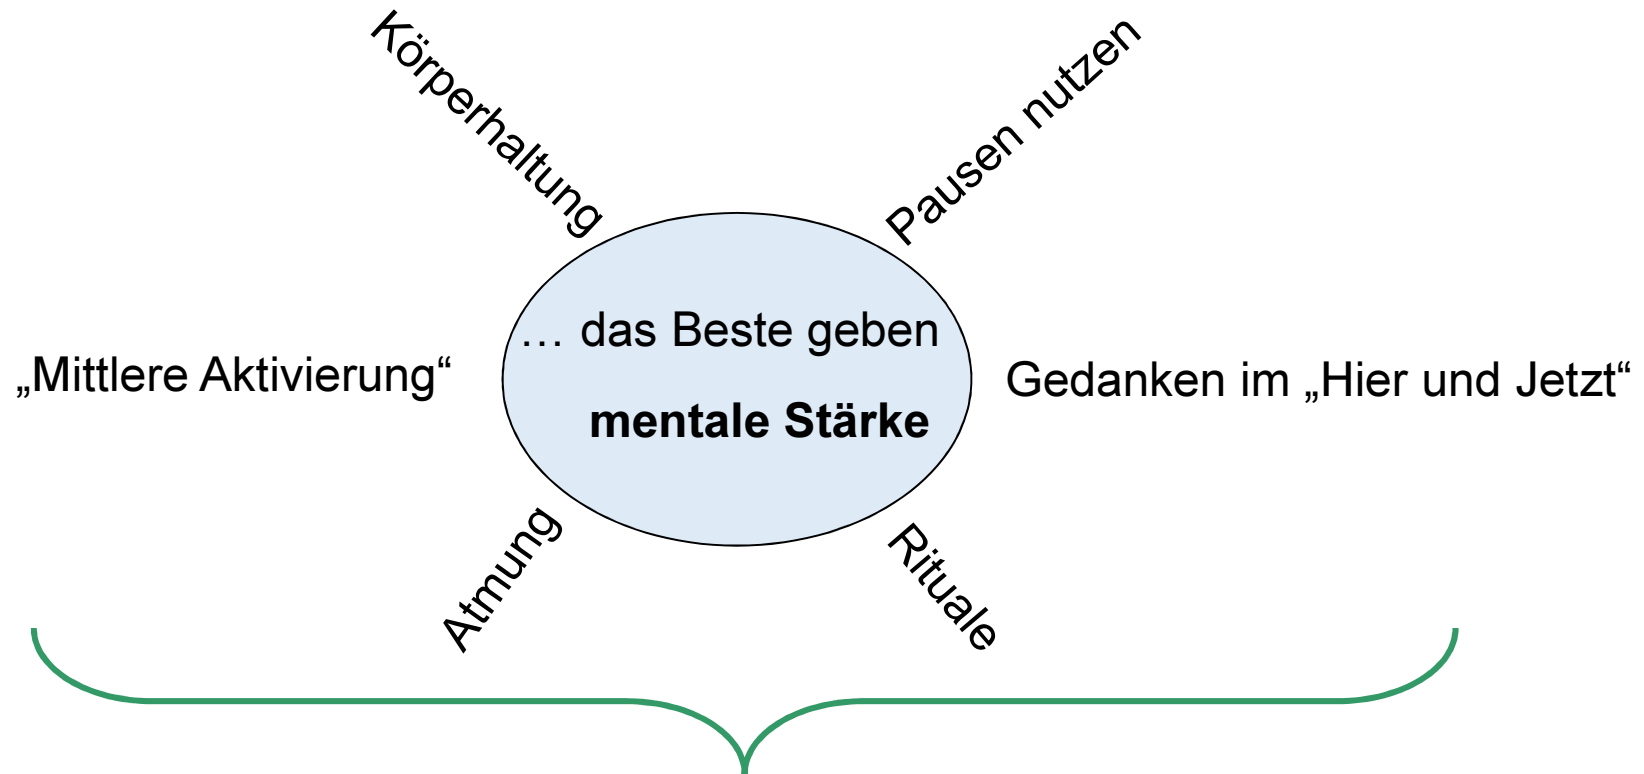 Körperhaltung
Pausen nutzen
„Mittlere Aktivierung“
… das Beste geben
mentale Stärke
Gedanken im „Hier und Jetzt“
Atmung
Rituale